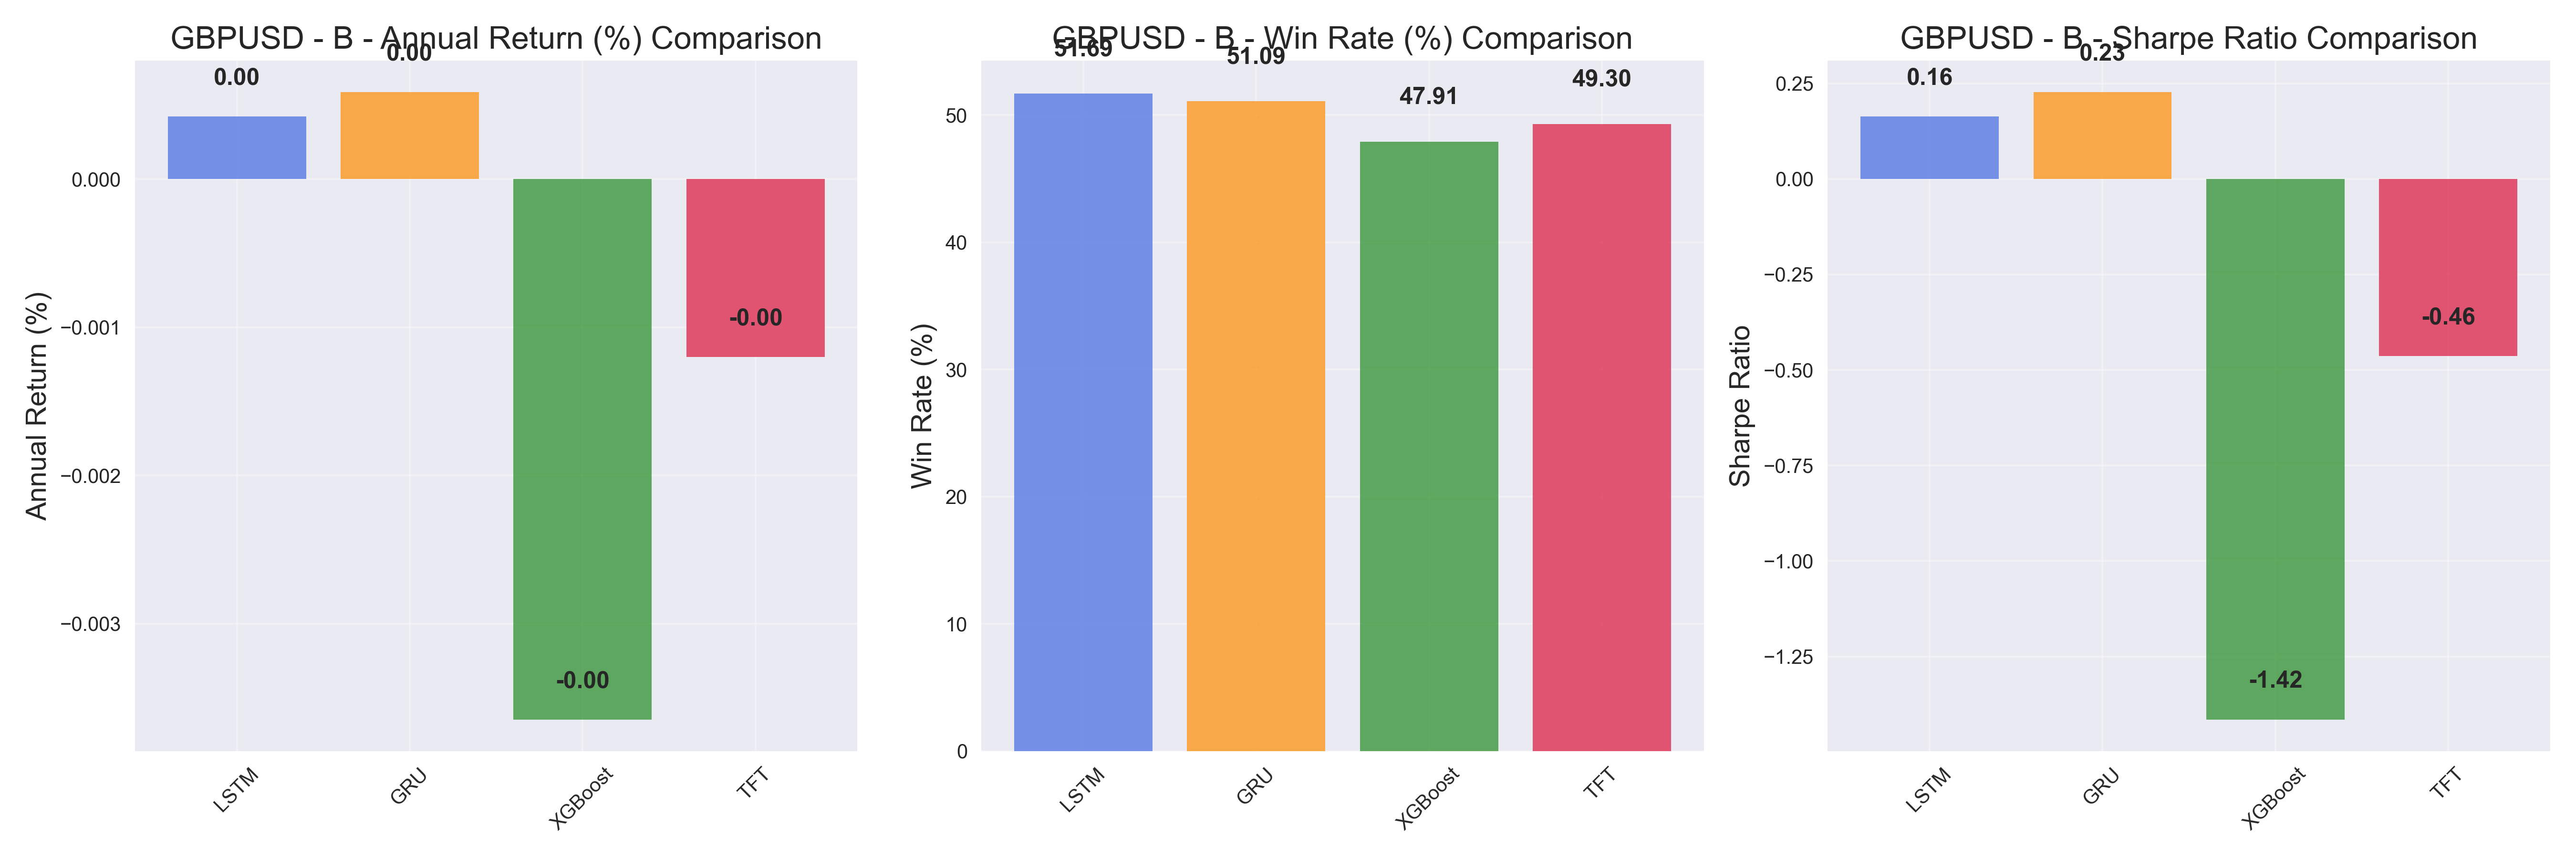 GBPUSD - B - Annual Return (%) Comparison
0.00
0.00
0.000
−0.001
−0.002
−0.003
-0.00
-0.00
Annual Return (%)
LSTM
GRU
XGBoost
TFT
GBPUSD - B - Win Rate (%) Comparison
51.69
51.09
47.91
49.30
50
40
30
20
10
0
Win Rate (%)
LSTM
GRU
XGBoost
TFT
GBPUSD - B - Sharpe Ratio Comparison
0.16
0.23
0.25
0.00
−0.25
−0.50
−0.75
−1.00
−1.25
-1.42
-0.46
Sharpe Ratio
LSTM
GRU
XGBoost
TFT